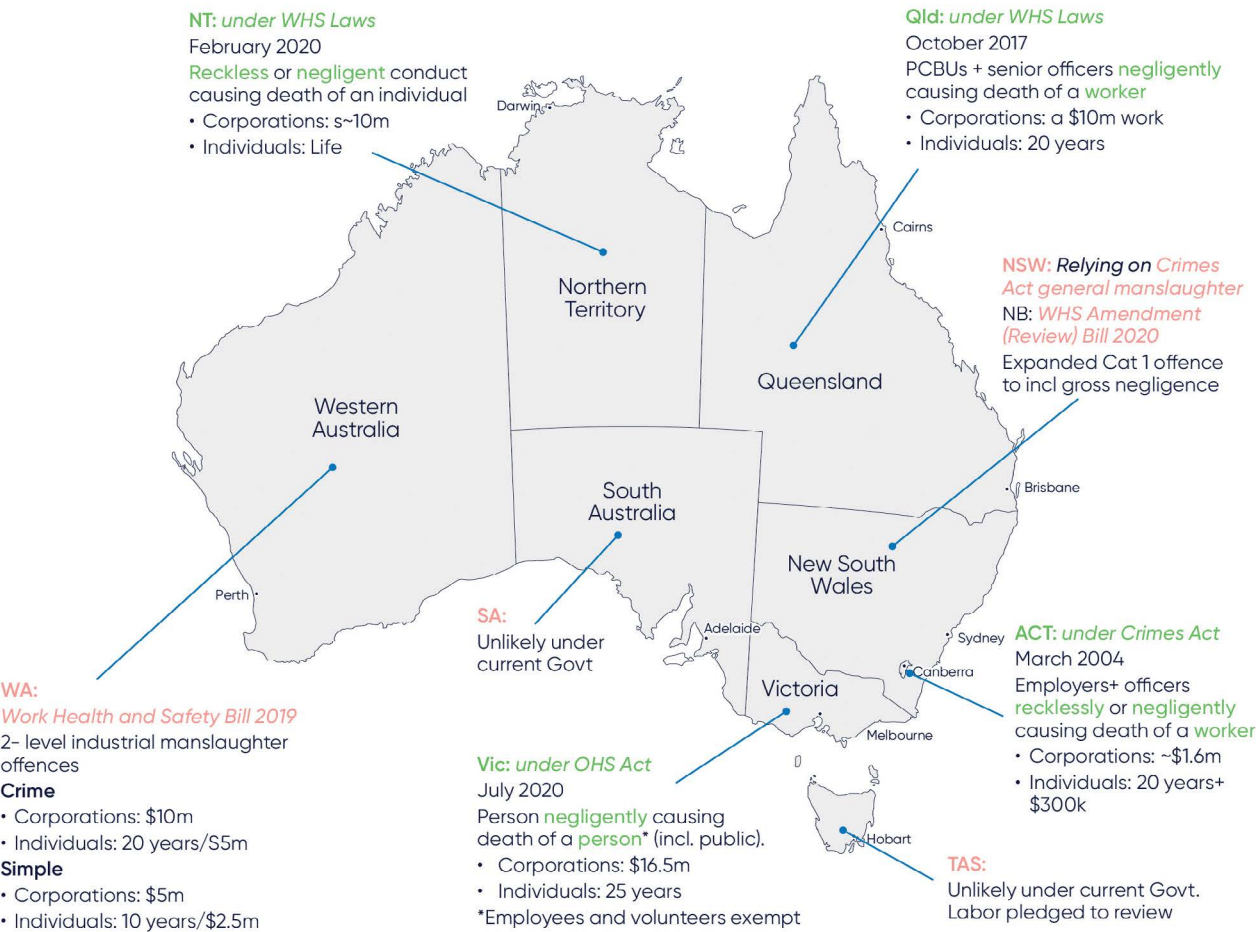 NT: under WHS Laws
February 2020
Reckless or negligent conduct
causing death of an individual
• Corporations: s~10m
• Individuals: Life
Qld: under WHS Laws
October 2017
PCBUs + senior officers negligently
causing death of a worker
• Corporations: a $10m work
• Individuals: 20 years
Darwin
Cairns
NSW: Relying on Crimes
Act general manslaughter
NB: WHS Amendment
(Review) Bill 2020
Expanded Cat 1 offence
to incl gross negligence
Northern
Territory
Queensland
Western
Australia
South
Australia
Brisbane
New South
Wales
Perth
SA:
Unlikely under
current Govt
Adelaide
Sydney
Canberra
ACT: under Crimes Act
March 2004
Employers+ officers
recklessly or negligently
causing death of a worker
• Corporations: ~$1.6m
• Individuals: 20 years+
$300k
Victoria
Melbourne
WA:
Work Health and Safety Bill 2019
2- level industrial manslaughter
offences
Crime
• Corporations: $10m
• Individuals: 20 years/S5m
Simple
• Corporations: $5m
• Individuals: 10 years/$2.5m
Vic: under OHS Act
July 2020
Person negligently causing
death of a person* (incl. public).
• Corporations: $16.5m
• Individuals: 25 years
*Employees and volunteers exempt
Hobart
TAS:
Unlikely under current Govt.
Labor pledged to review